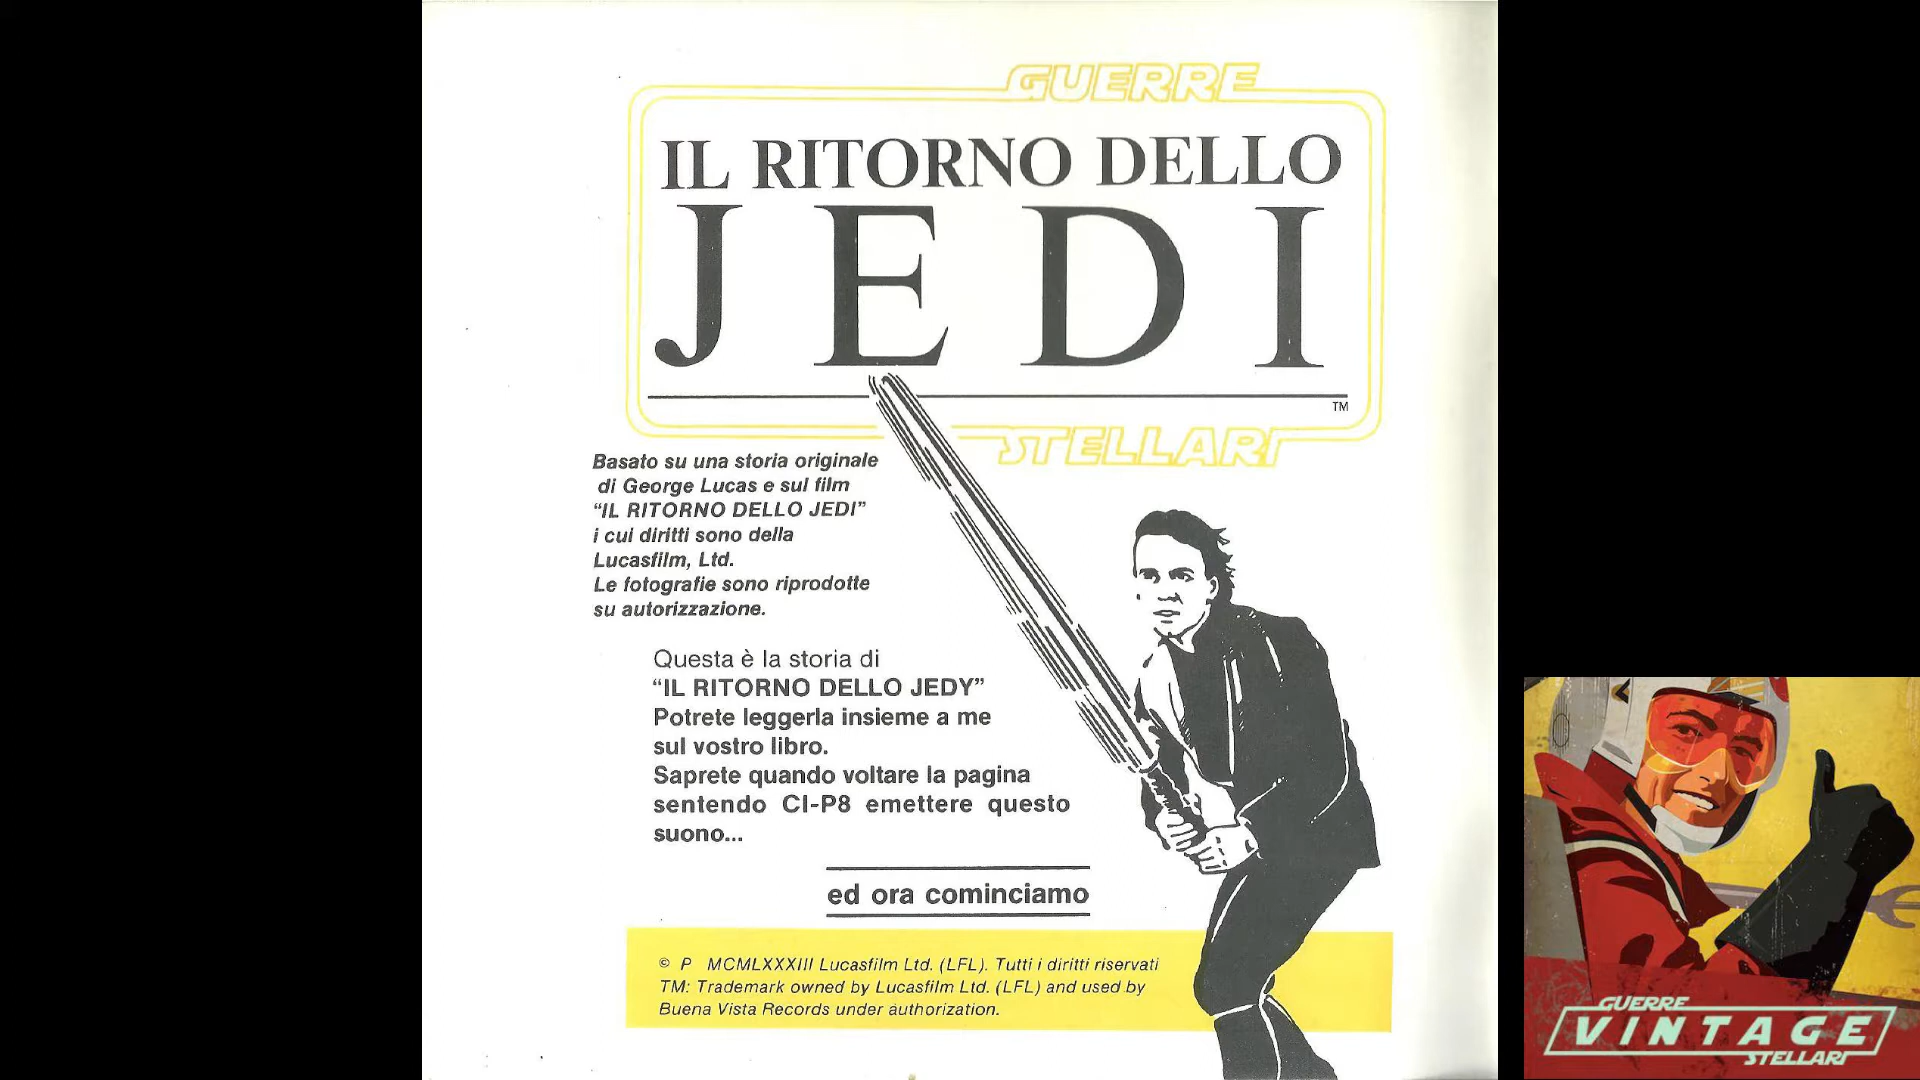 GUERRE
IL RITORNO DELLO
JEDI
TM
STELLARI
Basato su una storia originale
di George Lucas e sul film
“IL RITORNO DELLO JEDI”
i cui diritti sono della
Lucasfilm, Ltd.
Le fotografie sono riprodotte
su autorizzazione.
Questa è la storia di
“IL RITORNO DELLO JEDY”
Potrete leggerla insieme a me
sul vostro libro.
Saprete quando voltare la pagina
sentendo CI-P8 emettere questo
suono...
ed ora cominciamo
© P MCMLXXXIII Lucasfilm Ltd. (LFL). Tutti i diritti riservati
TM: Trademark owned by Lucasfilm Ltd. (LFL) and used by
Buena Vista Records under authorization.
GUERRE
VINTAGE
STELLARI